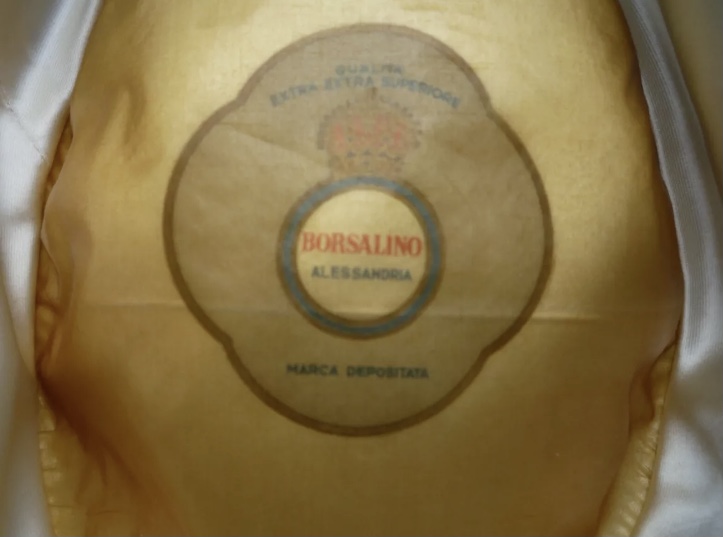 QUALITA
EXTRA-EXTRA SUPERIORE
BORSALINO
ALESSANDRIA
MARCA DEPOSITATA